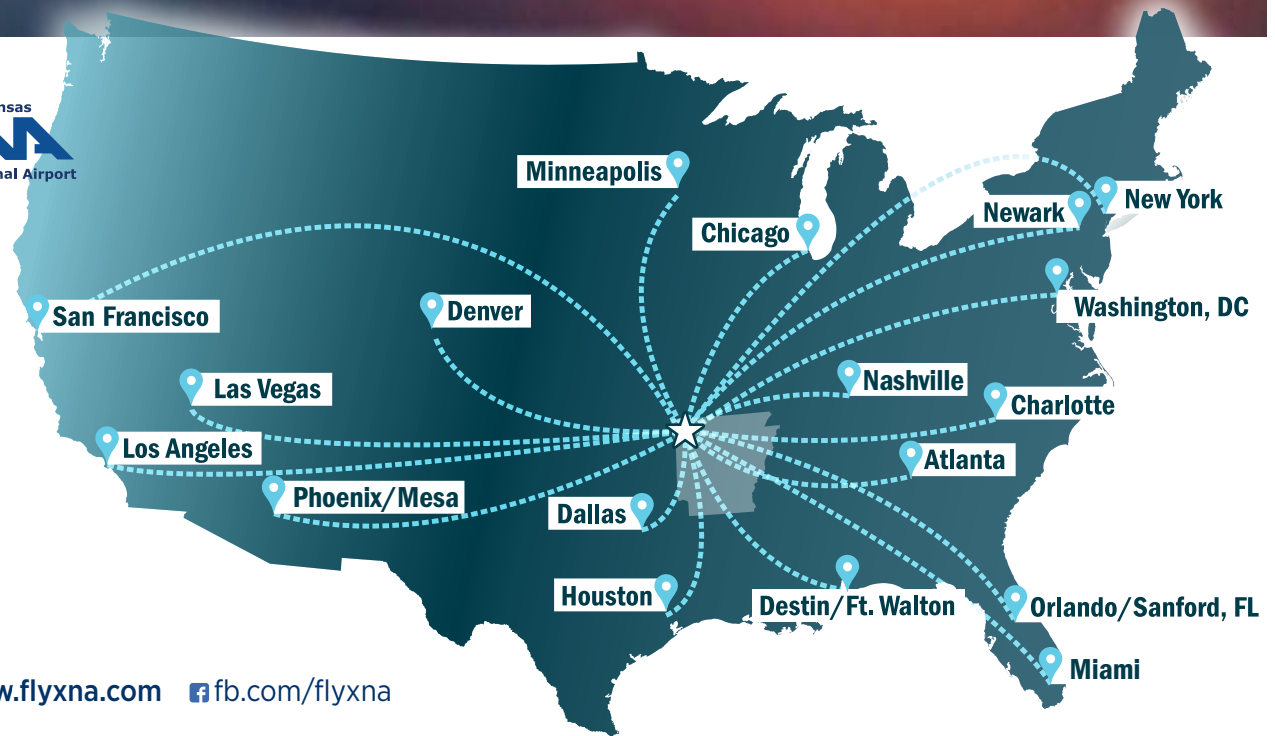 nsas
NA
nal Airport
Minneapolis
Chicago
Newark
New York
San Francisco
Denver
Washington, DC
Las Vegas
Nashville
Charlotte
Los Angeles
Atlanta
Phoenix/Mesa
Dallas
Houston
Destin/Ft. Walton
Orlando/Sanford, FL
Miami
w.flyxna.com fb.com/flyxna